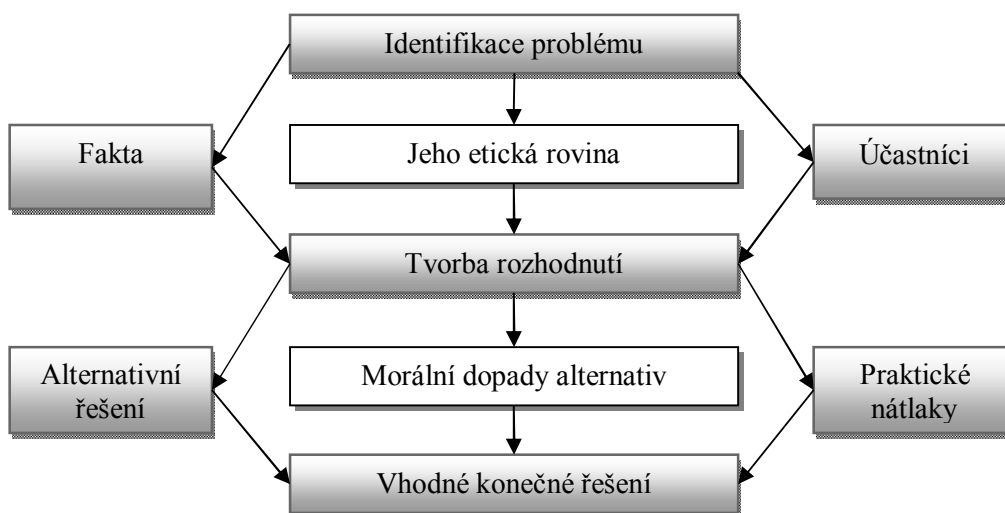 Identifikace problému
Fakta
Jeho etická rovina
Účastníci
Tvorba rozhodnutí
Alternativní
řešení
Morální dopady alternativ
Praktické
nátlaky
Vhodné konečné řešení